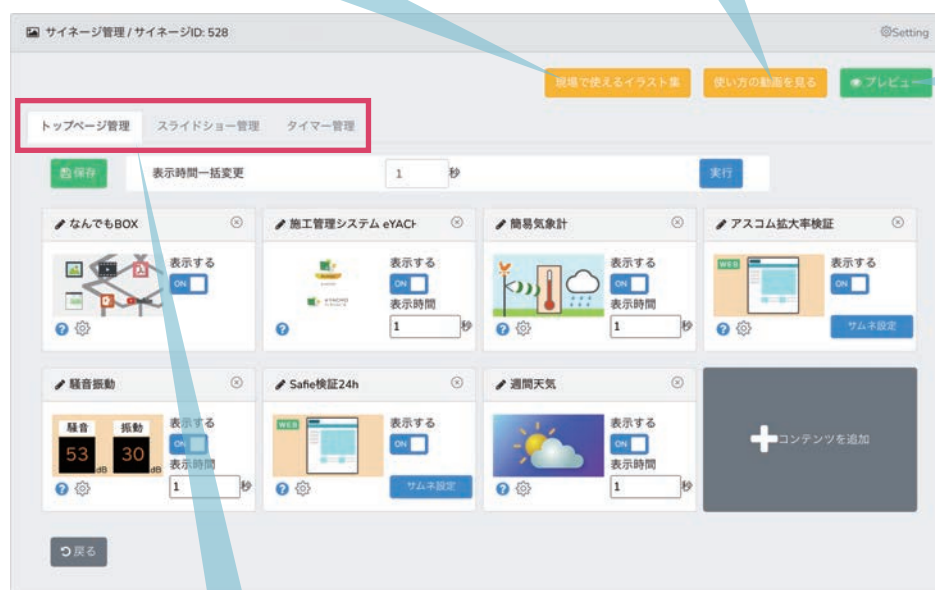 サイネージ管理 / サイネージID: 528
Setting
現場で使えるイラスト集
使い方の動画を見る
プレビュー
トップページ管理
スライドショー管理
タイマー管理
保存
表示時間一括変更
1
秒
実行
なんでもBOX
表示する
ON
施工管理システム eYACH
表示する
ON
表示時間
1
秒
簡易気象計
表示する
ON
表示時間
1
秒
アスコム拡大率検証
WEB
表示する
ON
サムネ設定
騒音振動
騒音
振動
53
dB
30
dB
表示する
ON
表示時間
1
秒
Safie検証24h
WEB
表示する
ON
サムネ設定
週間天気
表示する
ON
表示時間
1
秒
コンテンツを追加
戻る